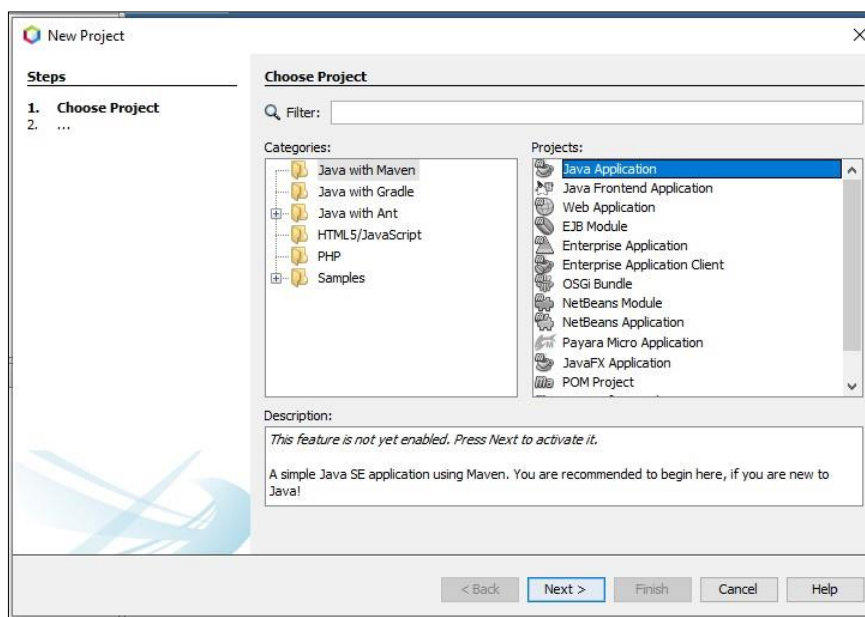 New Project
Steps
1. Choose Project
2. ...
Choose Project
Filter:
Categories:
Java with Maven
Java with Gradle
Java with Ant
HTML5/JavaScript
PHP
Samples
Projects:
Java Application
Java Frontend Application
Web Application
EJB Module
Enterprise Application
Enterprise Application Client
OSGi Bundle
NetBeans Module
NetBeans Application
Payara Micro Application
JavaFX Application
POM Project
Description:
This feature is not yet enabled. Press Next to activate it.
A simple Java SE application using Maven. You are recommended to begin here, if you are new to
Java!
< Back
Next >
Finish
Cancel
Help